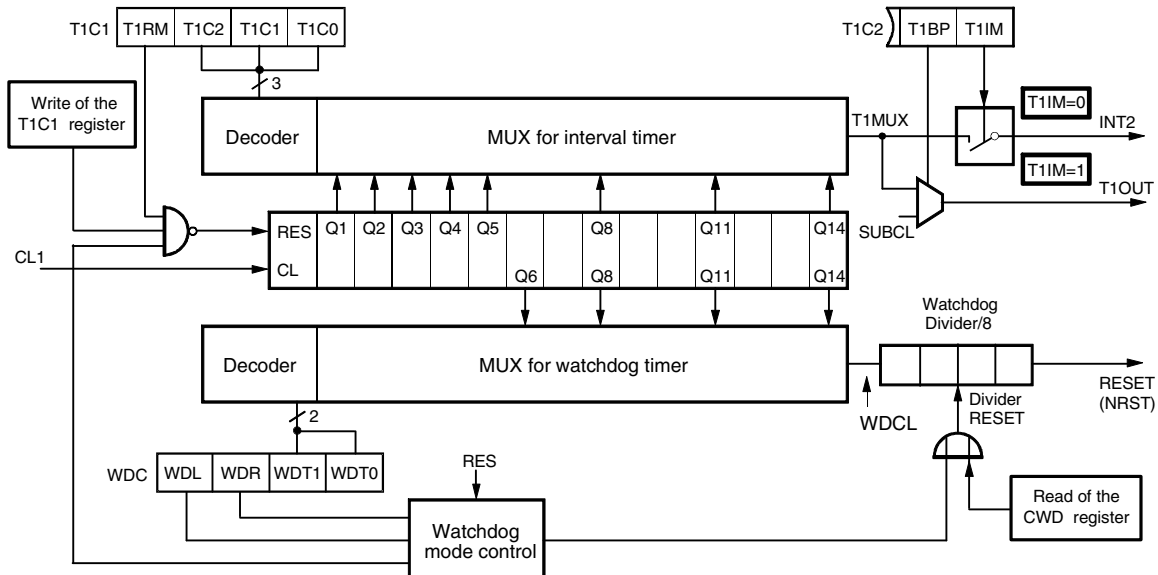 T1C1 T1RM T1C2 T1C1 T1C0
T1C2 T1BP T1IM
3
Write of the
T1C1 register
Decoder MUX for interval timer
T1MUX
T1IM=0
INT2
T1IM=1
T1OUT
SUBCL
RES Q1 Q2 Q3 Q4 Q5 Q8 Q11 Q14
CL1
CL Q6 Q8 Q11 Q14
Watchdog
Divider/8
Decoder MUX for watchdog timer
RESET
(NRST)
Divider
RESET
WDCL
2
WDC WDL WDR WDT1 WDT0
RES
Read of the
CWD register
Watchdog
mode control